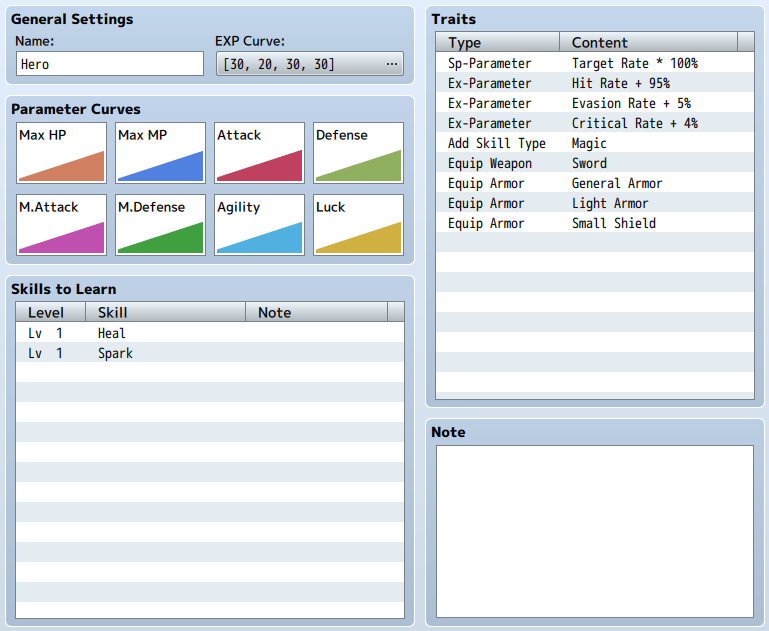 General Settings
Name:
EXP Curve:
Hero
[30, 20, 30, 30]
...
Parameter Curves
Max HP
Max MP
Attack
Defense
M.Attack
M.Defense
Agility
Luck
Skills to Learn
Level Skill Note
Lv 1 Heal
Lv 1 Spark
Traits
Type Content
Sp-Parameter Target Rate * 100%
Ex-Parameter Hit Rate + 95%
Ex-Parameter Evasion Rate + 5%
Ex-Parameter Critical Rate + 4%
Add Skill Type Magic
Equip Weapon Sword
Equip Armor General Armor
Equip Armor Light Armor
Equip Armor Small Shield
Note